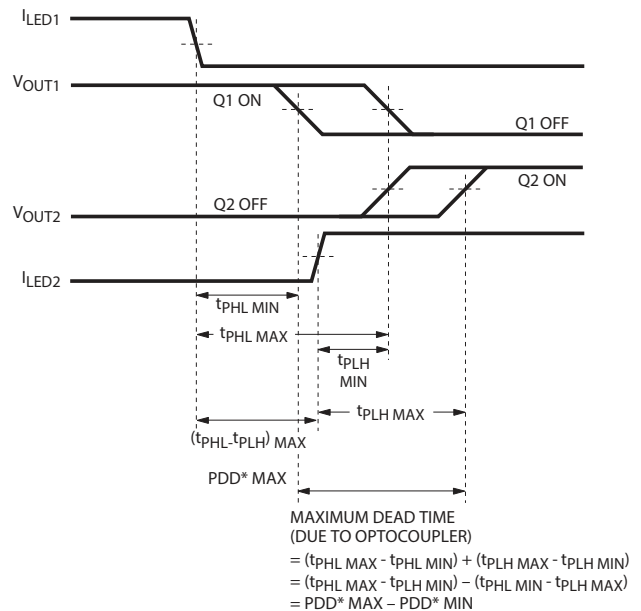 ILED1
VOUT1
Q1 ON
Q1 OFF
Q2 ON
VOUT2
Q2 OFF
ILED2
tPHL MIN
tPHL MAX
tPLH
MIN
tPLH MAX
(tPHL-tPLH) MAX
PDD* MAX
MAXIMUM DEAD TIME
(DUE TO OPTOCOUPLER)
= (tPHL MAX - tPHL MIN) + (tPLH MAX - tPLH MIN)
= (tPHL MAX - tPLH MIN) – (tPHL MIN - tPLH MAX)
= PDD* MAX – PDD* MIN